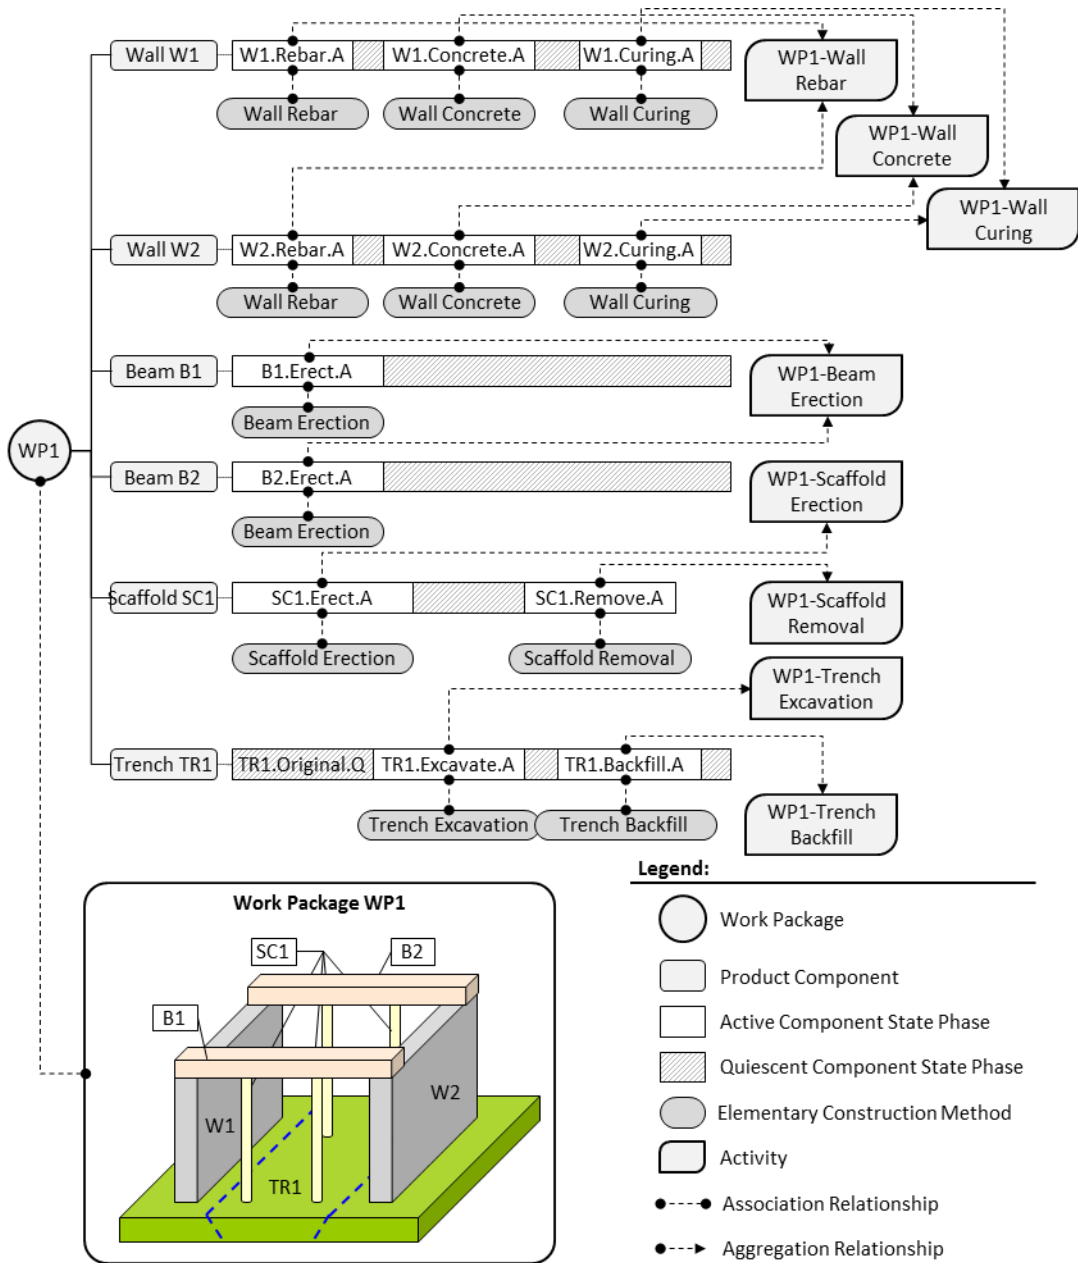 Wall W1
W1.Rebar.A
W1.Concrete.A
W1.Curing.A
WP1-Wall
Rebar
Wall Rebar
Wall Concrete
Wall Curing
WP1-Wall
Concrete
WP1-Wall
Curing
Wall W2
W2.Rebar.A
W2.Concrete.A
W2.Curing.A
Wall Rebar
Wall Concrete
Wall Curing
Beam B1
B1.Erect.A
WP1-Beam
Erection
Beam Erection
WP1
Beam B2
B2.Erect.A
WP1-Scaffold
Erection
Beam Erection
Scaffold SC1
SC1.Erect.A
SC1.Remove.A
WP1-Scaffold
Removal
Scaffold Erection
Scaffold Removal
WP1-Trench
Excavation
Trench TR1
TR1.Original.Q
TR1.Excavate.A
TR1.Backfill.A
Trench Excavation
Trench Backfill
WP1-Trench
Backfill
Work Package WP1
SC1
B2
B1
W1
W2
TR1
Legend:
Work Package
Product Component
Active Component State Phase
Quiescent Component State Phase
Elementary Construction Method
Activity
Association Relationship
Aggregation Relationship